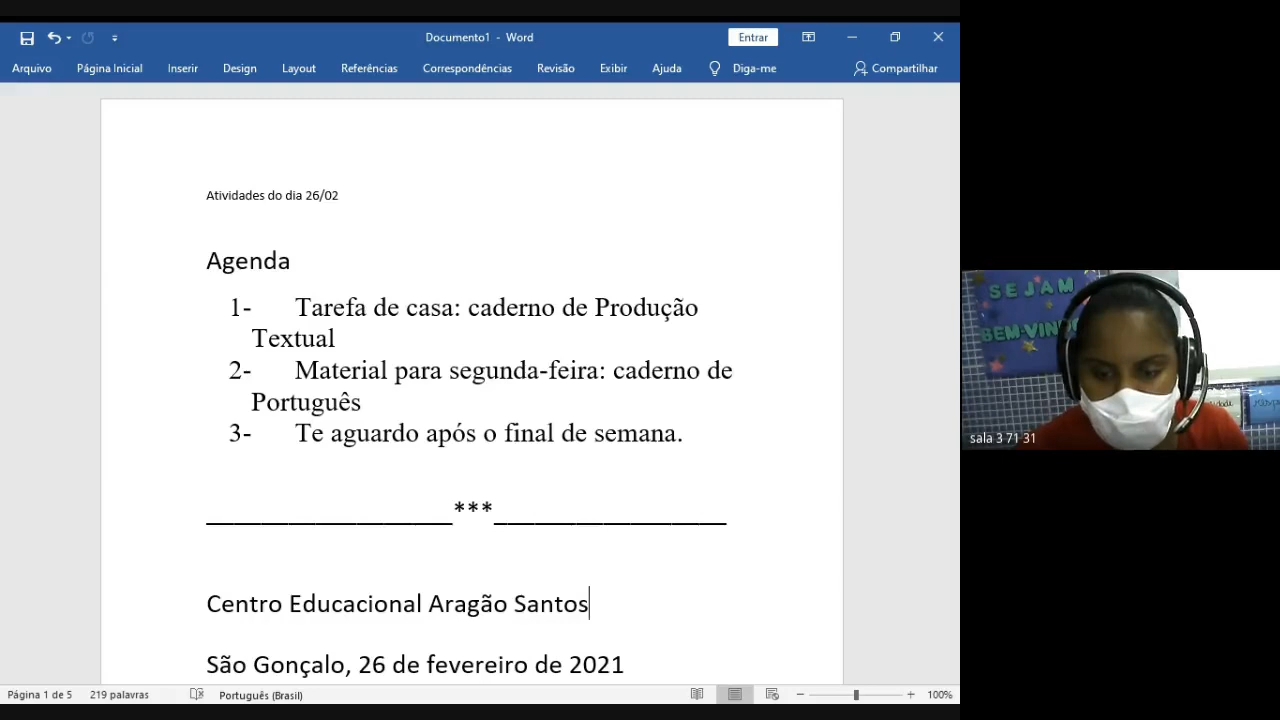 Documento1 - Word
Entrar
Arquivo Página Inicial Inserir Design Layout Referências Correspondências Revisão Exibir Ajuda Diga-me Compartilhar
Atividades do dia 26/02
Agenda
1- Tarefa de casa: caderno de Produção
Textual
2- Material para segunda-feira: caderno de
Português
3- Te aguardo após o final de semana.
__________________***_________________
Centro Educacional Aragão Santos
São Gonçalo, 26 de fevereiro de 2021
Página 1 de 5 219 palavras Português (Brasil) 100%
SEJAM
BEM-VINDO
sala 3 71 31